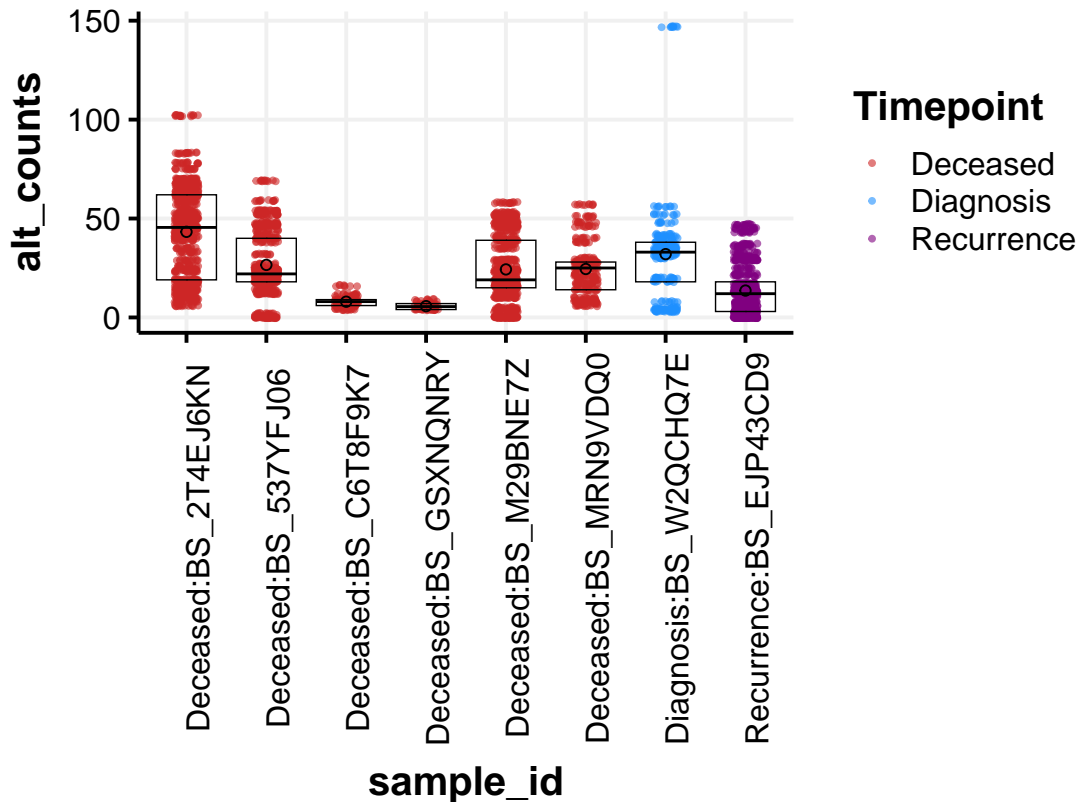 150
100
50
0
alt_counts
Deceased:BS_2T4EJ6KN
Deceased:BS_537YFJ06
Deceased:BS_C6T8F9K7
Deceased:BS_GSXNQNRY
Deceased:BS_M29BNE7Z
Deceased:BS_MRN9VDQ0
Diagnosis:BS_W2QCHQ7E
Recurrence:BS_EJP43CD9
sample_id
Timepoint
Deceased
Diagnosis
Recurrence